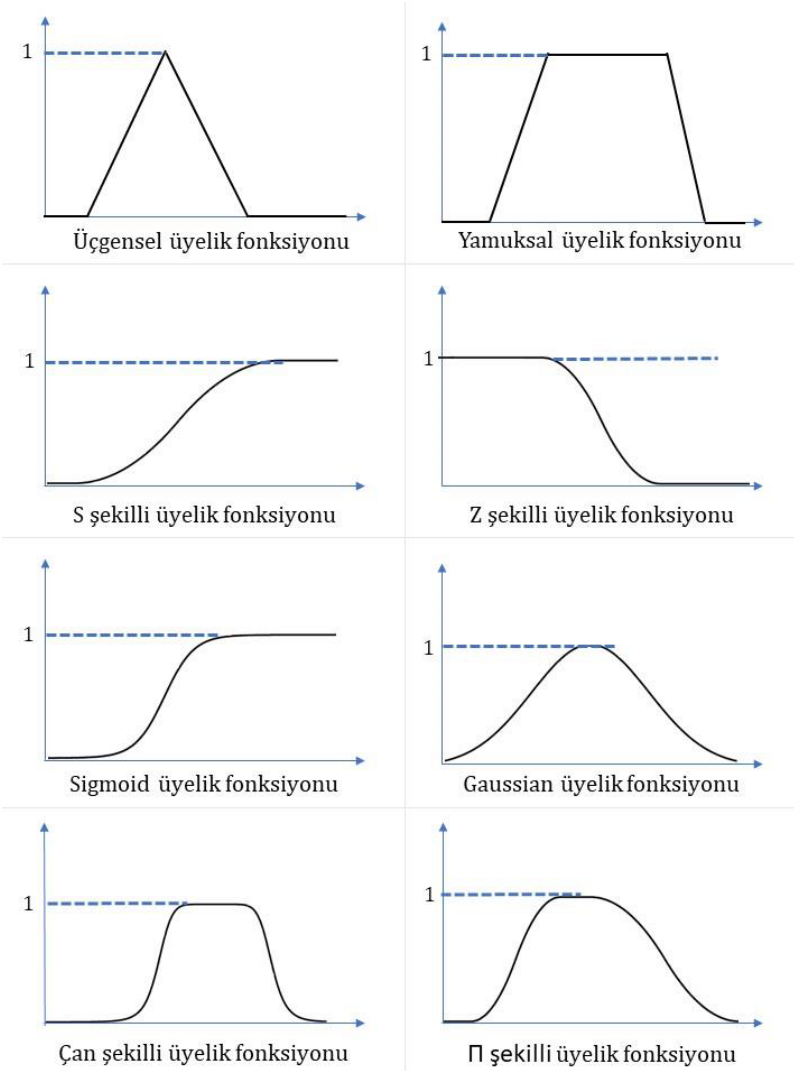 1
1
Üçgensel üyelik fonksiyonu
Yamuksal üyelik fonksiyonu
1
1
S şekilli üyelik fonksiyonu
Z şekilli üyelik fonksiyonu
1
1
Sigmoid üyelik fonksiyonu
Gaussian üyelik fonksiyonu
1
1
Çan şekilli üyelik fonksiyonu
Π şekilli üyelik fonksiyonu